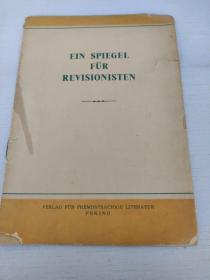 EIN SPIEGEL
FÜR
REVISIONISTEN
VERLAG FÜR FREMDSPRACHIGE LITERATUR
PEKING